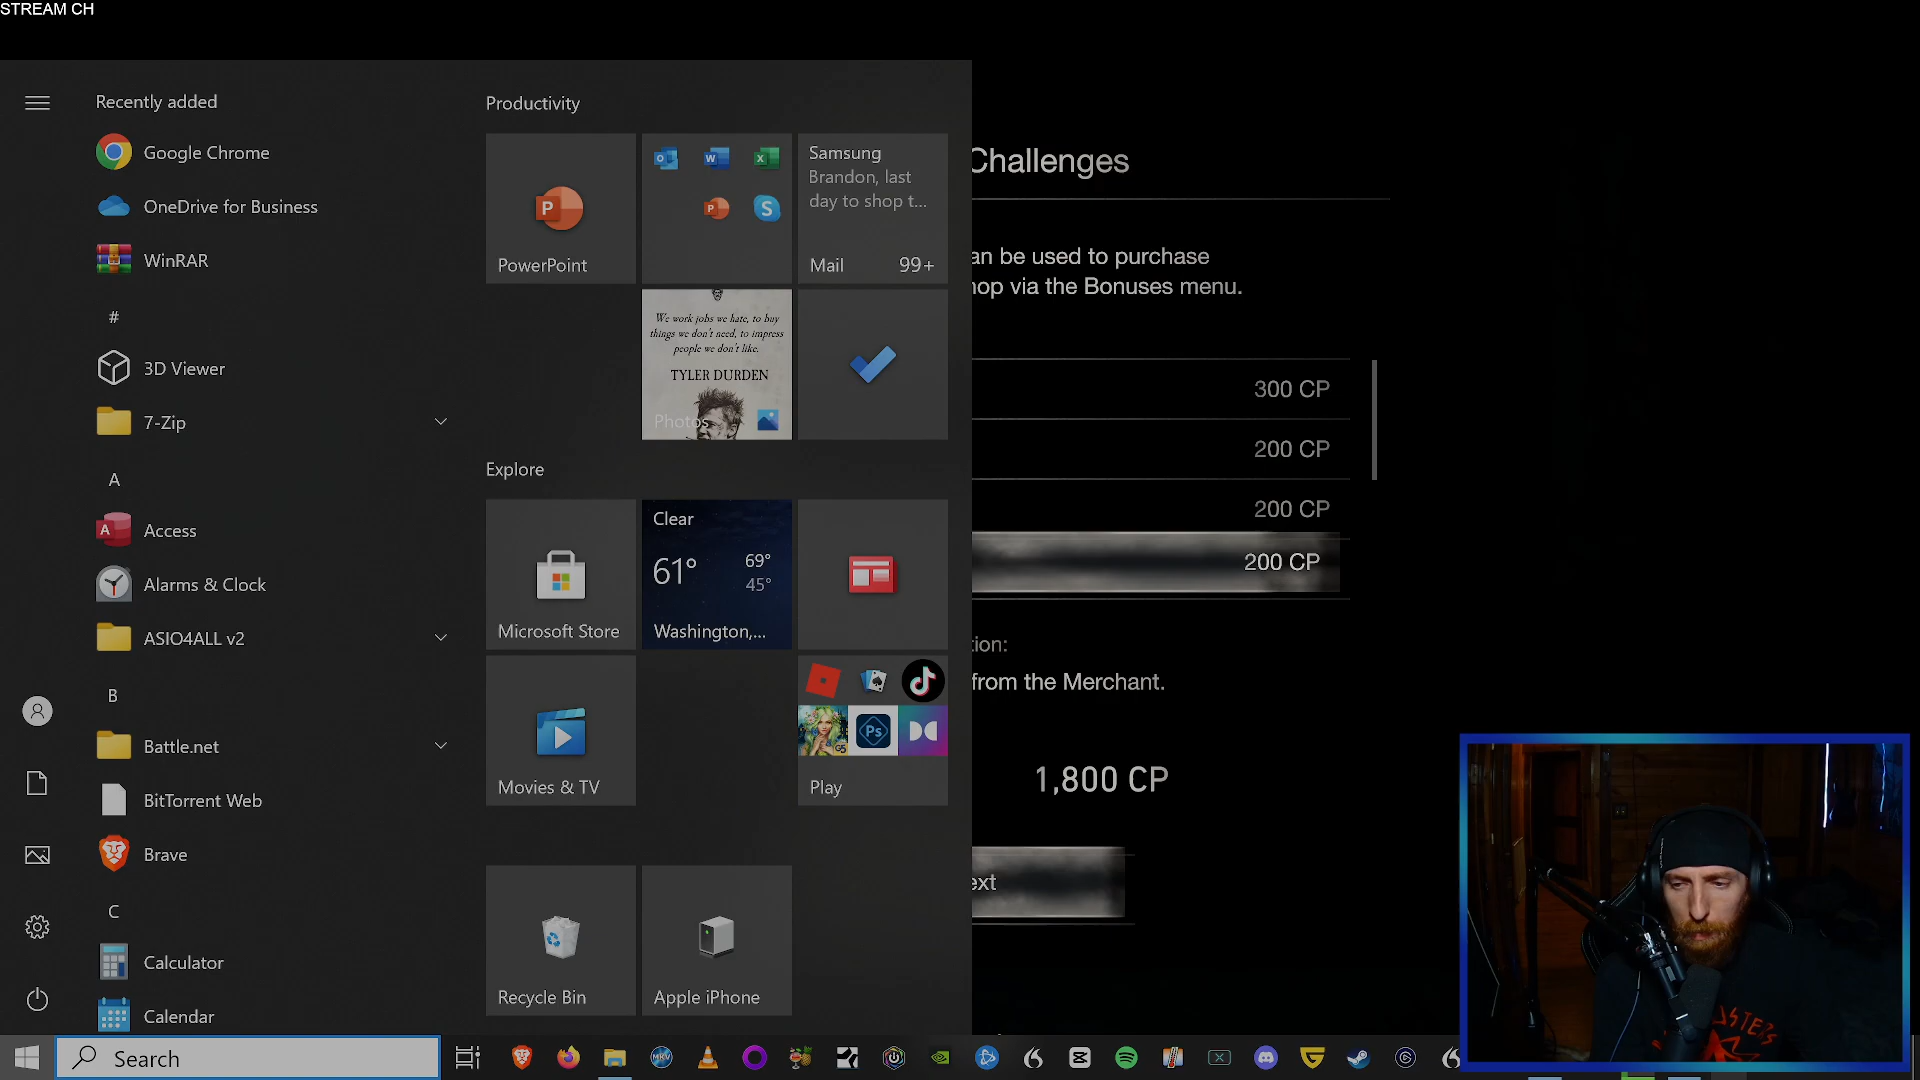 STREAM CH
Recently added
Google Chrome
OneDrive for Business
WinRAR
#
3D Viewer
7-Zip
A
Access
Alarms & Clock
ASIO4ALL v2
B
Battle.net
BitTorrent Web
Brave
C
Calculator
Calendar
Search
Productivity
PowerPoint
Samsung
Brandon, last
day to shop t...
Mail 99+
We work jobs we hate, to buy
things we don't need, to impress
people we don't like.
TYLER DURDEN
Photos
Explore
Microsoft Store
Clear
61° 69°
45°
Washington,...
Movies & TV
Ps
Play
Recycle Bin
Apple iPhone
Challenges
an be used to purchase
hop via the Bonuses menu.
300 CP
200 CP
200 CP
200 CP
tion:
from the Merchant.
1,800 CP
ext